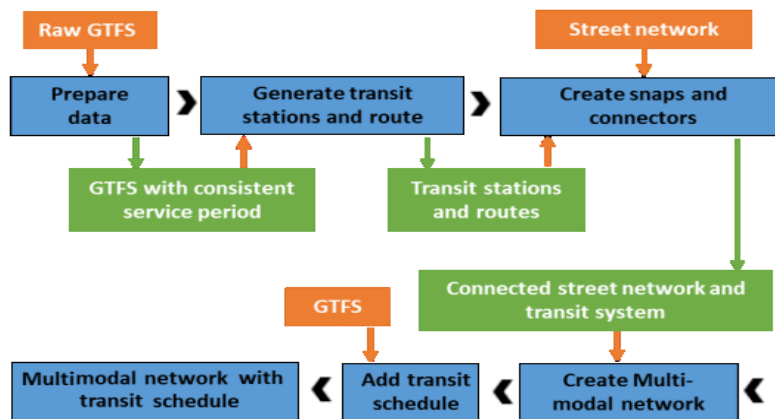 Raw GTFS
Street network
Prepare
data
Generate transit
stations and route
Create snaps and
connectors
GTFS with consistent
service period
Transit stations
and routes
Connected street network and
transit system
GTFS
Multimodal network with
transit schedule
Add transit
schedule
Create Multi-
modal network